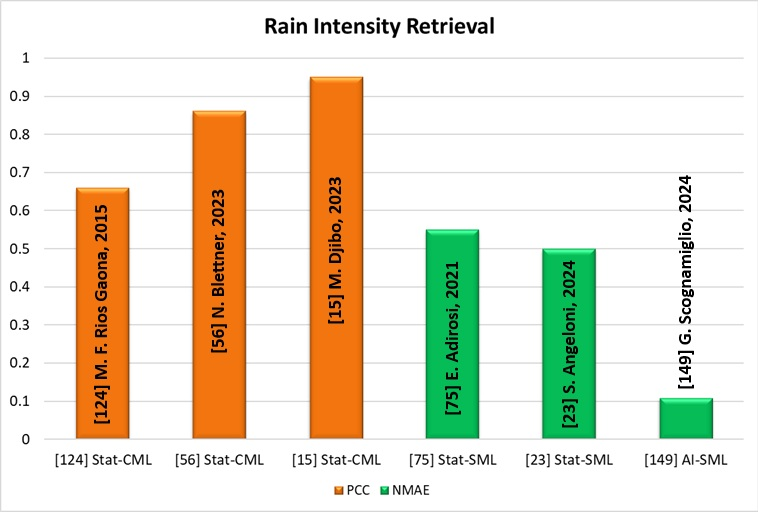 Rain Intensity Retrieval
1
0.9
0.8
0.7
0.6
0.5
0.4
0.3
0.2
0.1
0
[124] M. F. Rios Gaona, 2015
[56] N. Blettner, 2023
[15] M. Djibo, 2023
[75] E. Adirosi, 2021
[23] S. Angeloni, 2024
[149] G. Scognamiglio, 2024
[124] Stat-CML
[56] Stat-CML
[15] Stat-CML
[75] Stat-SML
[23] Stat-SML
[149] AI-SML
PCC
NMAE